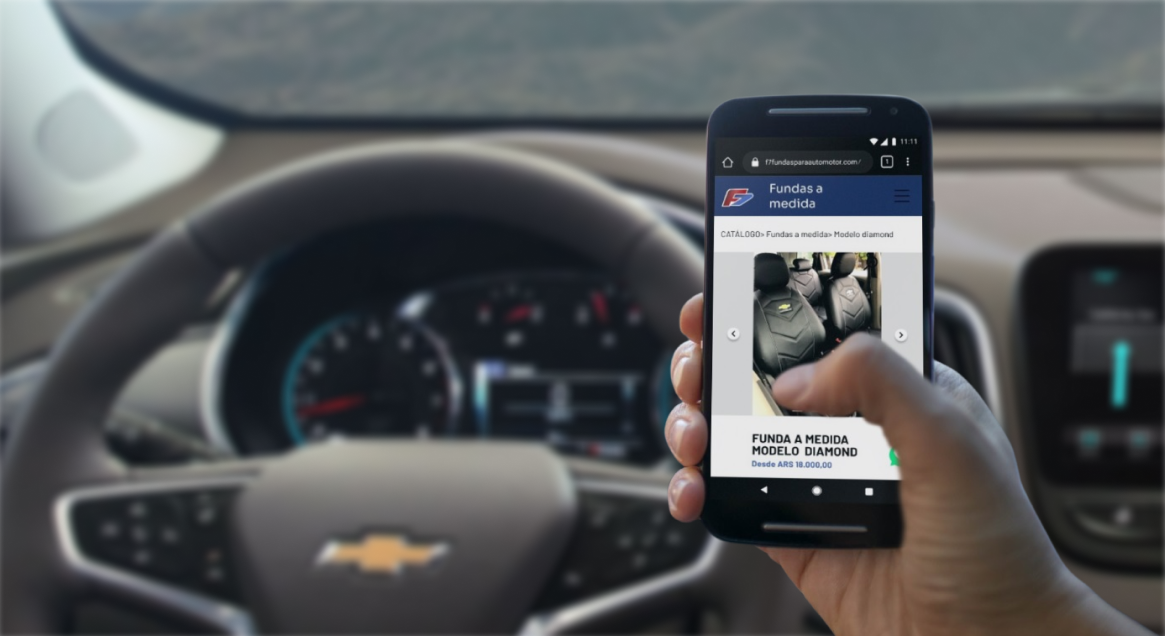 11:11
f7fundasparaautomotor.com/
1
F7
Fundas a
medida
CATÁLOGO> Fundas a medida> Modelo diamond
FUNDA A MEDIDA
MODELO DIAMOND
Desde ARS 18.000,00